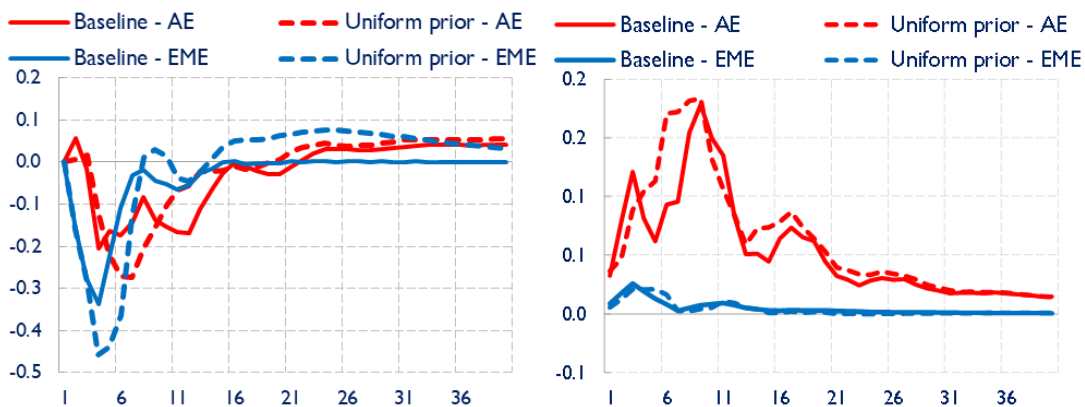 Baseline - AE Uniform prior - AE
Baseline - EME Uniform prior - EME
0.2
0.1
0.0
-0.1
-0.2
-0.3
-0.4
-0.5
1 6 11 16 21 26 31 36
Baseline - AE Uniform prior - AE
Baseline - EME Uniform prior - EME
0.2
0.2
0.1
0.1
0.0
-0.1
1 6 11 16 21 26 31 36